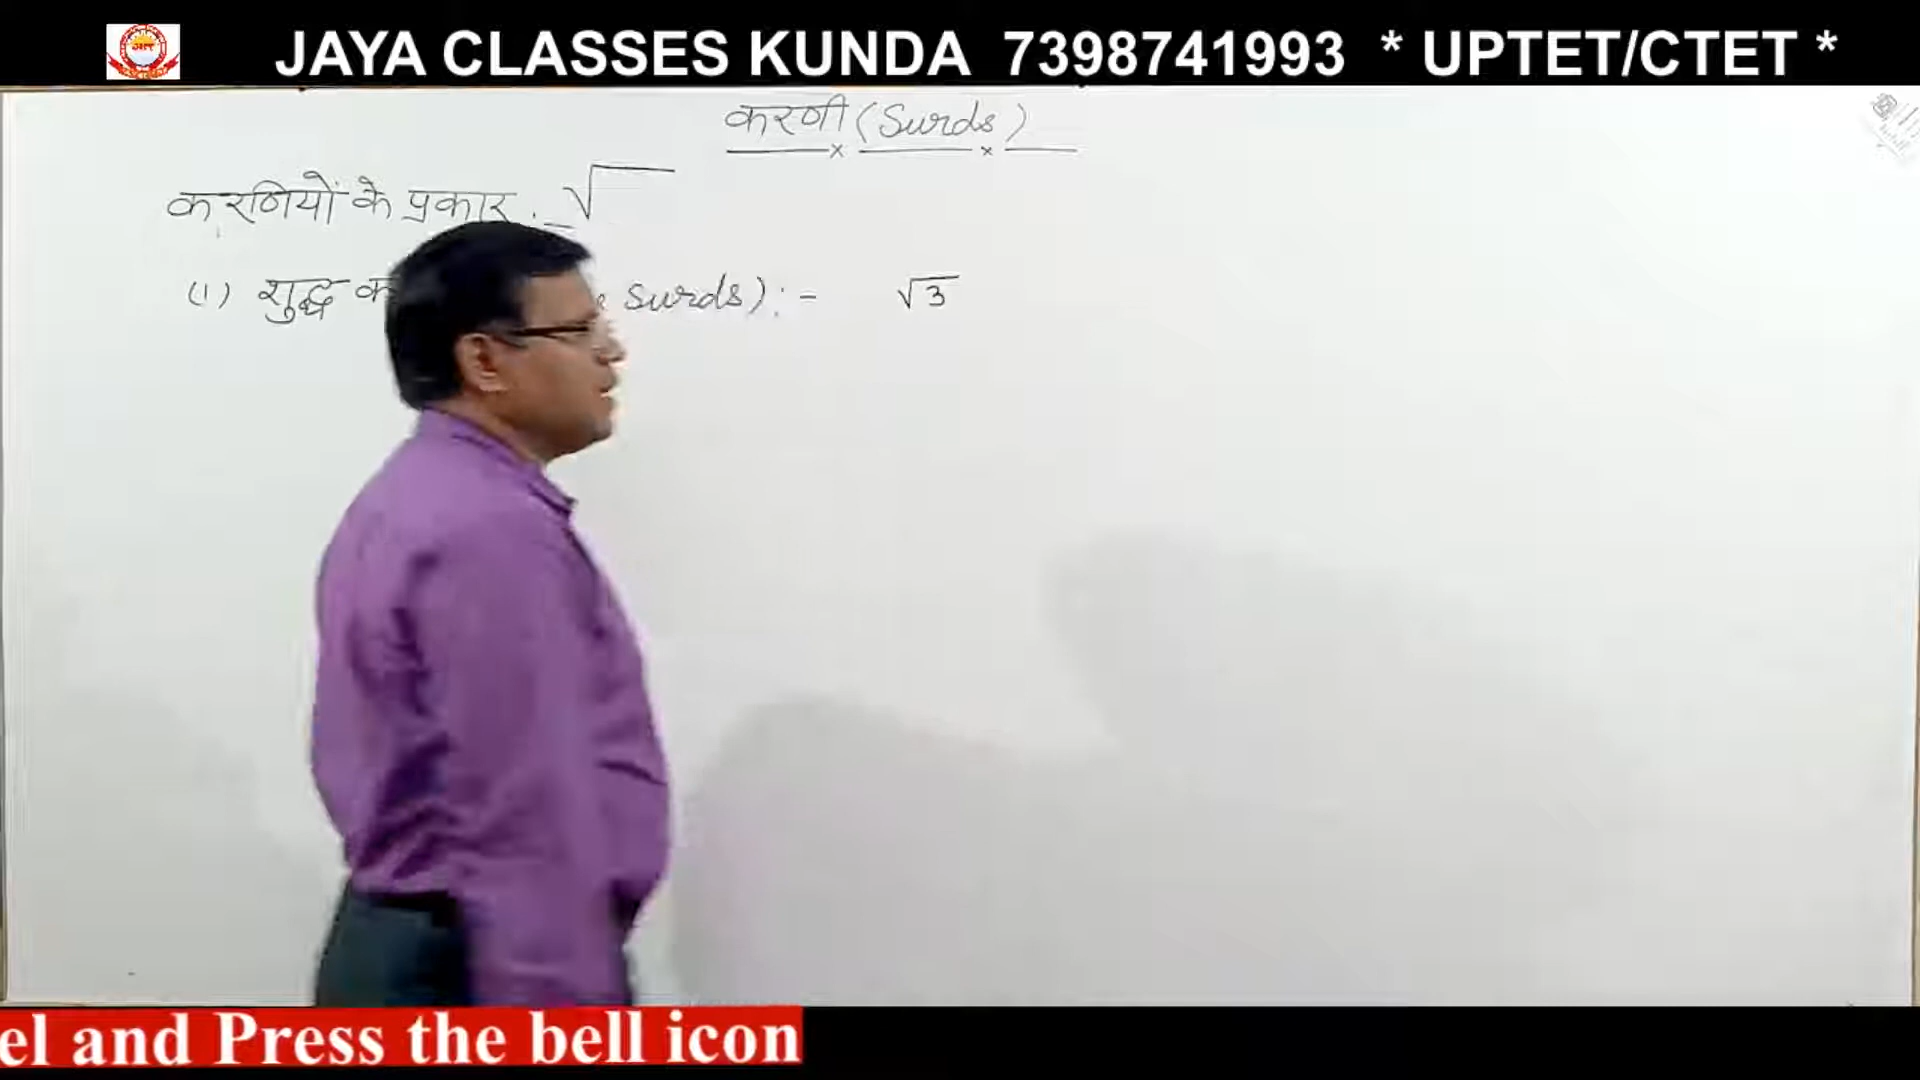 JAYA CLASSES KUNDA 7398741993 * UPTET/CTET *
करणी (Surds)
करणियों के प्रकार :- √
(1) शुद्ध surds) :- √3
el and Press the bell icon